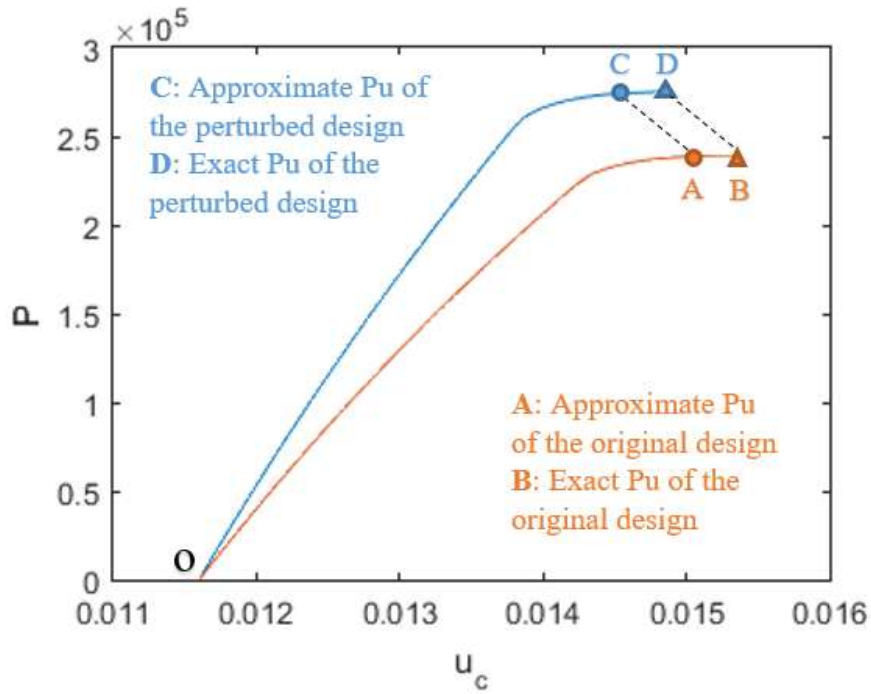 × 10⁵
3
2.5
2
1.5
1
0.5
0
P
C: Approximate Pu of
the perturbed design
D: Exact Pu of the
perturbed design
C D
A B
A: Approximate Pu
of the original design
B: Exact Pu of the
original design
O
0.011 0.012 0.013 0.014 0.015 0.016
u_c